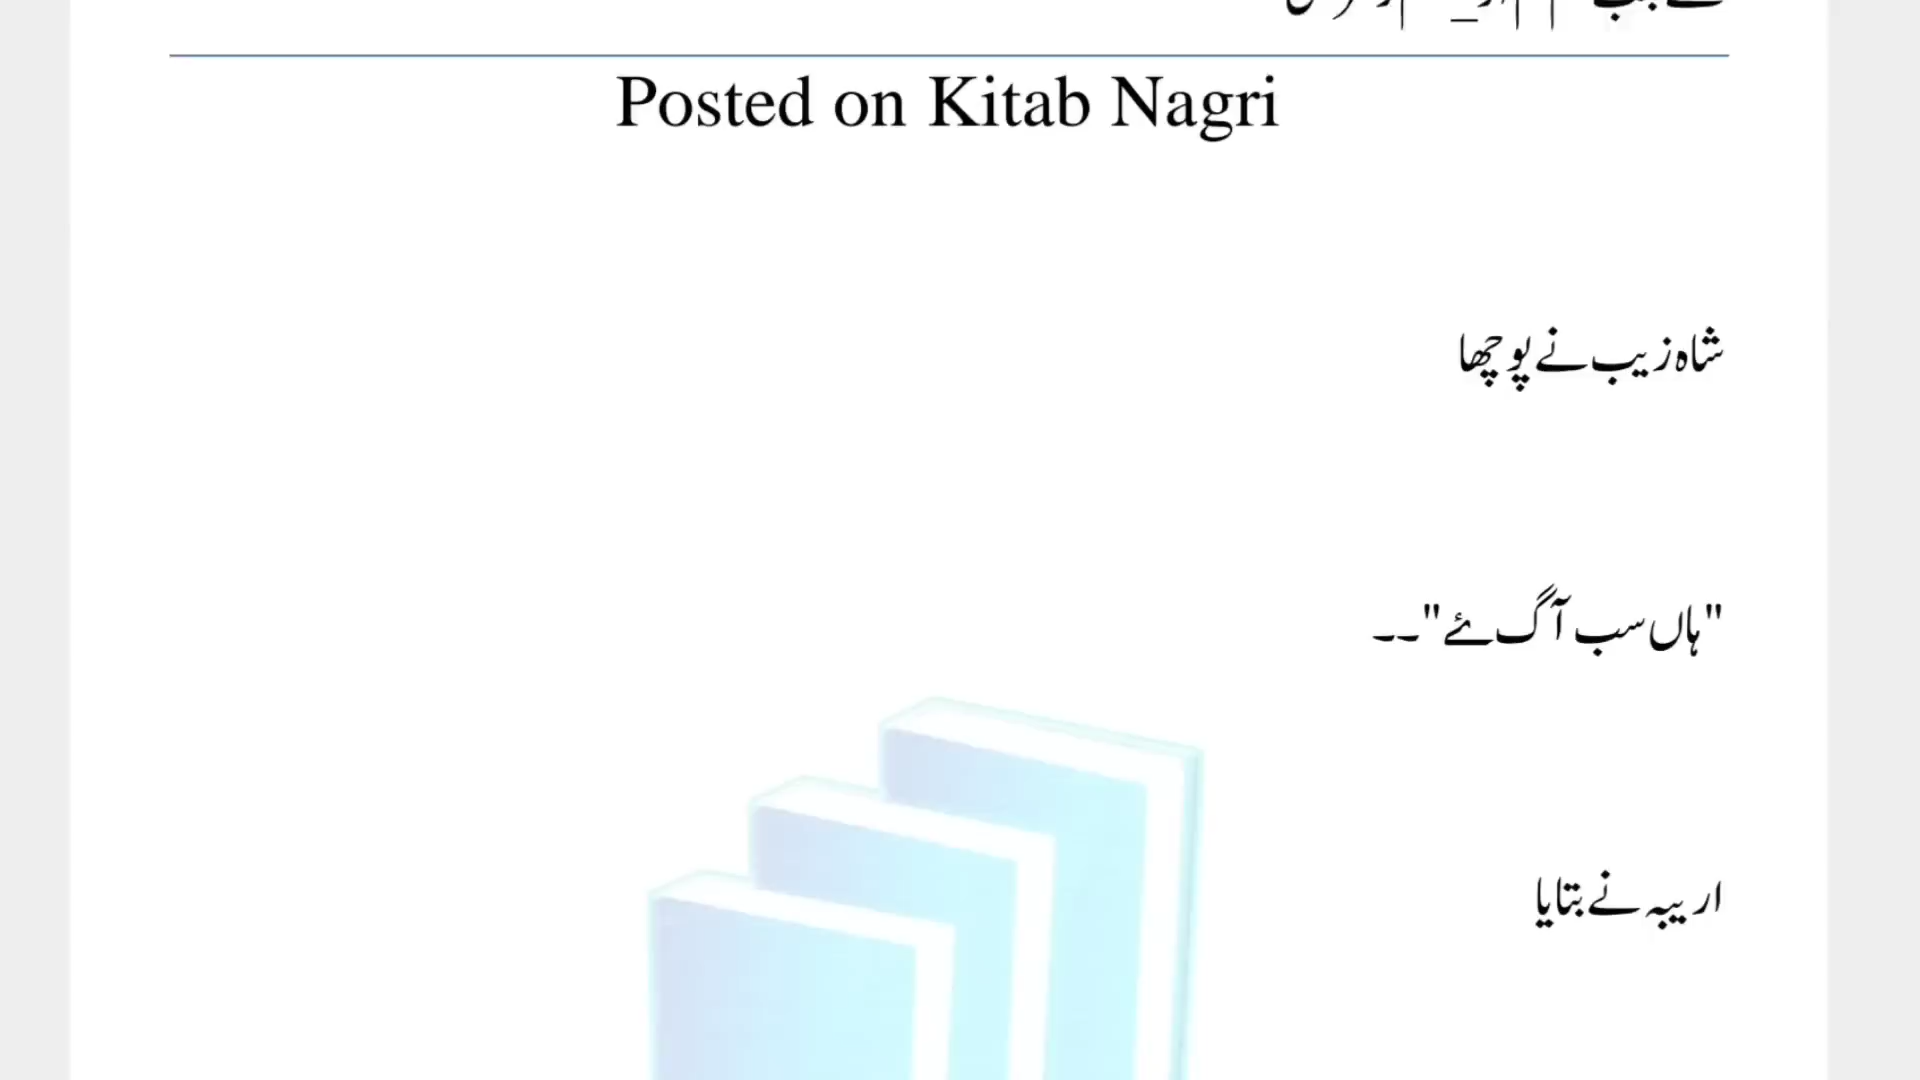 Posted on Kitab Nagri
شاہ زیب نے پوچھا
"ہاں سب آگ ئے"۔۔
اریبہ نے بتایا